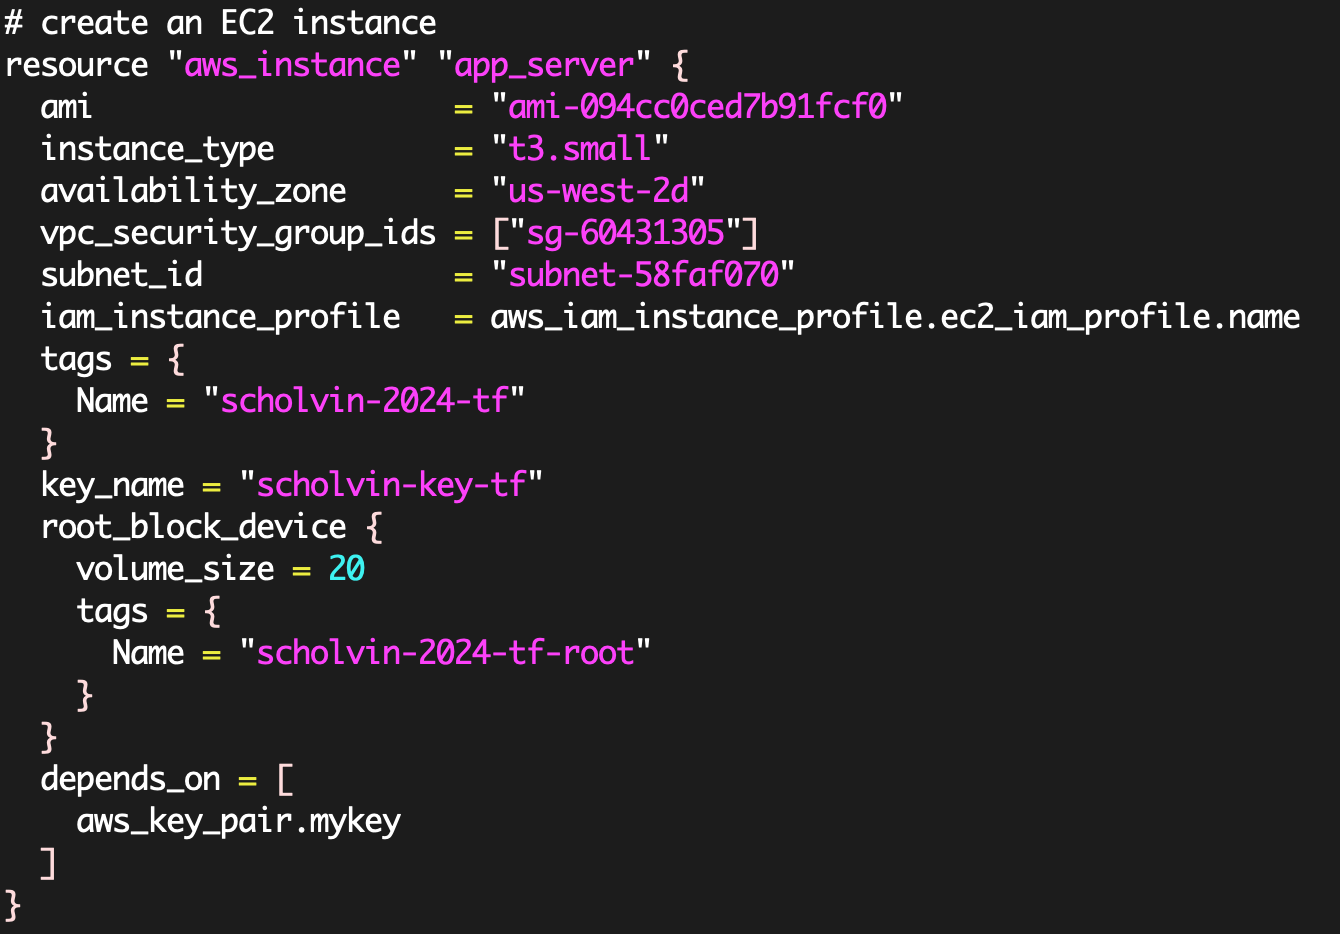 # create an EC2 instance
resource "aws_instance" "app_server" {
  ami                    = "ami-094cc0ced7b91fcf0"
  instance_type          = "t3.small"
  availability_zone      = "us-west-2d"
  vpc_security_group_ids = ["sg-60431305"]
  subnet_id              = "subnet-58faf070"
  iam_instance_profile   = aws_iam_instance_profile.ec2_iam_profile.name
  tags = {
    Name = "scholvin-2024-tf"
  }
  key_name = "scholvin-key-tf"
  root_block_device {
    volume_size = 20
    tags = {
      Name = "scholvin-2024-tf-root"
    }
  }
  depends_on = [
    aws_key_pair.mykey
  ]
}